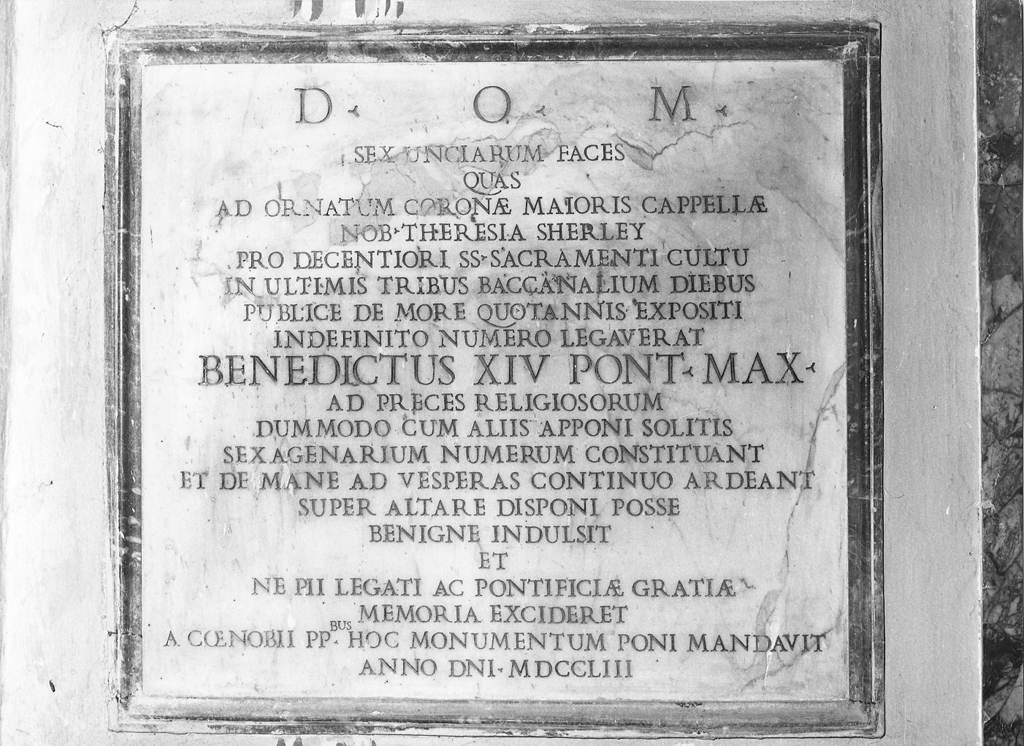 D. O. M.
SEX UNCIARUM FACES
QUAS
AD ORNATUM CORONÆ MAIORIS CAPPELLÆ
NOB. THERESIA SHERLEY
PRO DECENTIORI SS. SACRAMENTI CULTU
IN ULTIMIS TRIBUS BACCANALIUM DIEBUS
PUBLICE DE MORE QUOTANNIS EXPOSITI
INDEFINITO NUMERO LEGAVERAT
BENEDICTUS XIV PONT. MAX.
AD PRECES RELIGIOSORUM
DUMMODO CUM ALIIS APPONI SOLITIS
SEXAGENARIUM NUMERUM CONSTITUANT
ET DE MANE AD VESPERAS CONTINUO ARDEANT
SUPER ALTARE DISPONI POSSE
BENIGNE INDULSIT
ET
NE PII LEGATI AC PONTIFICIÆ GRATIÆ
MEMORIA EXCIDERET
A CŒNOBII PP.BUS HOC MONUMENTUM PONI MANDAVIT
ANNO DNI. MDCCLIII